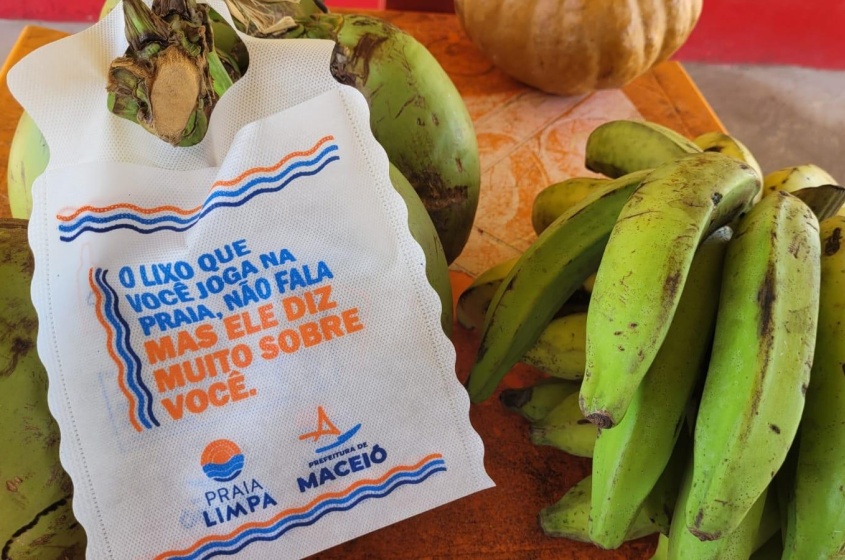 O LIXO QUE
VOCÊ JOGA NA
PRAIA, NÃO FALA
MAS ELE DIZ
MUITO SOBRE
VOCÊ.
PRAIA
LIMPA
PREFEITURA DE
MACEIÓ